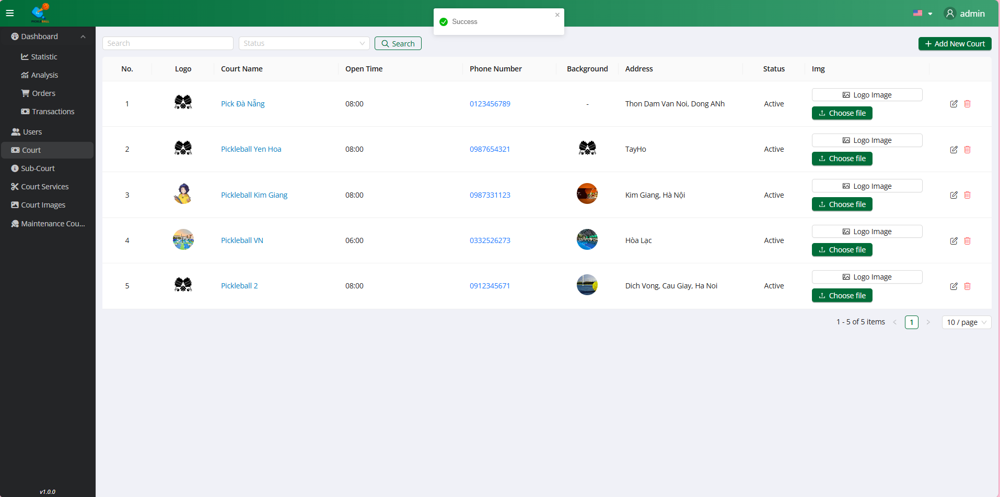 PICKLEBALL
Success
admin
Dashboard
Statistic
Analysis
Orders
Transactions
Users
Court
Sub-Court
Court Services
Court Images
Maintenance Cou...
v1.0.0
Search
Status
Search
Add New Court
No. Logo Court Name Open Time Phone Number Background Address Status Img
1 Pick Đà Nẵng 08:00 0123456789 - Thon Dam Van Noi, Dong ANh Active
Logo Image
Choose file
2 Pickleball Yen Hoa 08:00 0987654321 TayHo Active
Logo Image
Choose file
3 Pickleball Kim Giang 08:00 0987331123 Kim Giang, Hà Nội Active
Logo Image
Choose file
4 Pickleball VN 06:00 0332526273 Hòa Lạc Active
Logo Image
Choose file
5 Pickleball 2 08:00 0912345671 Dich Vong, Cau Giay, Ha Noi Active
Logo Image
Choose file
1 - 5 of 5 items
1
10 / page